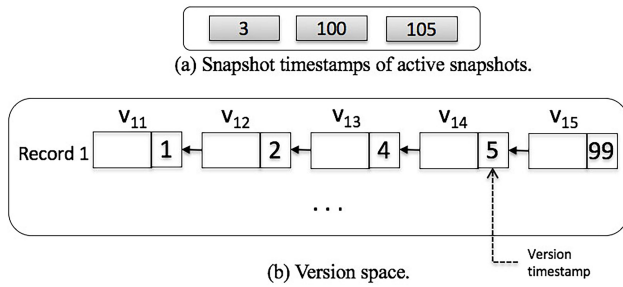 3 100 105
(a) Snapshot timestamps of active snapshots.
V11 V12 V13 V14 V15
Record 1 1 2 4 5 99
...
Version
timestamp
(b) Version space.